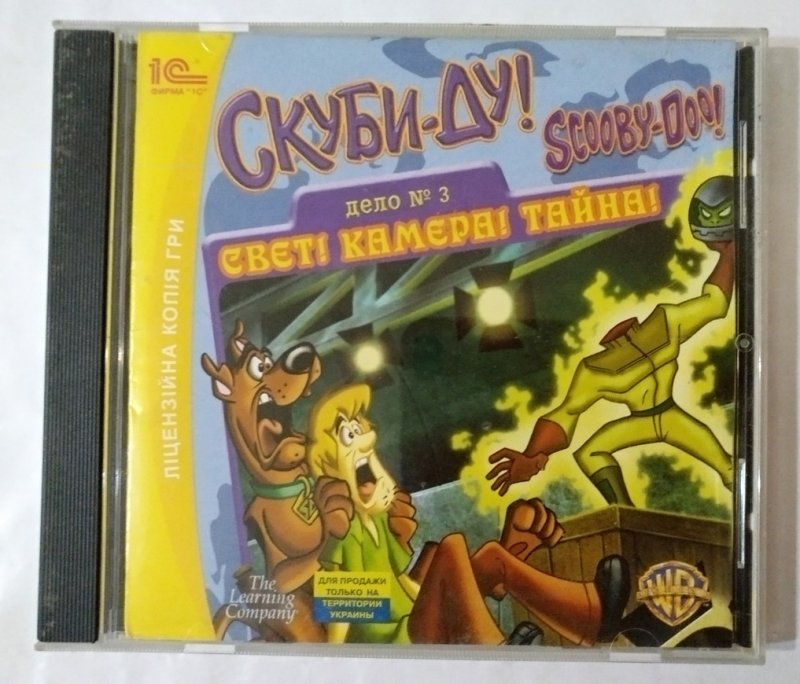 1С
®
ФИРМА "1С"
СКУБИ-ДУ!
SCOOBY-DOO!
дело № 3
СВЕТ! КАМЕРА! ТАЙНА!
ЛІЦЕНЗІЙНА КОПІЯ ГРИ
The
Learning
Company®
ДЛЯ ПРОДАЖИ
ТОЛЬКО НА
ТЕРРИТОРИИ
УКРАИНЫ
WB